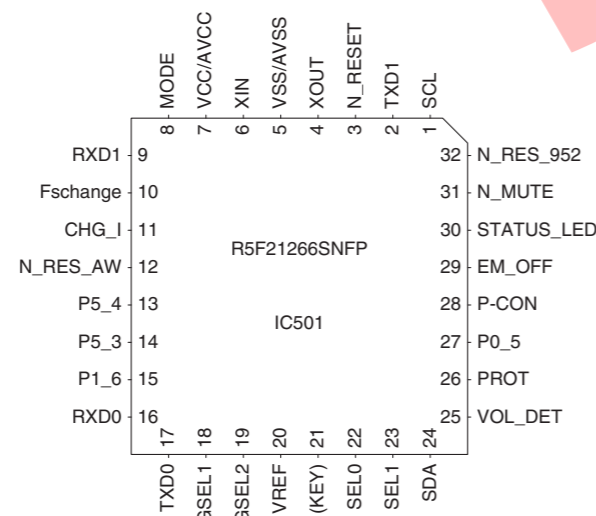 MODE
VCC/AVCC
XIN
VSS/AVSS
XOUT
N_RESET
TXD1
SCL
8 7 6 5 4 3 2 1
RXD1 9
Fschange 10
CHG_I 11
N_RES_AW 12
P5_4 13
P5_3 14
P1_6 15
RXD0 16
R5F21266SNFP
IC501
32 N_RES_952
31 N_MUTE
30 STATUS_LED
29 EM_OFF
28 P-CON
27 P0_5
26 PROT
25 VOL_DET
17 18 19 20 21 22 23 24
TXD0
GSEL1
GSEL2
VREF
(KEY)
SEL0
SEL1
SDA